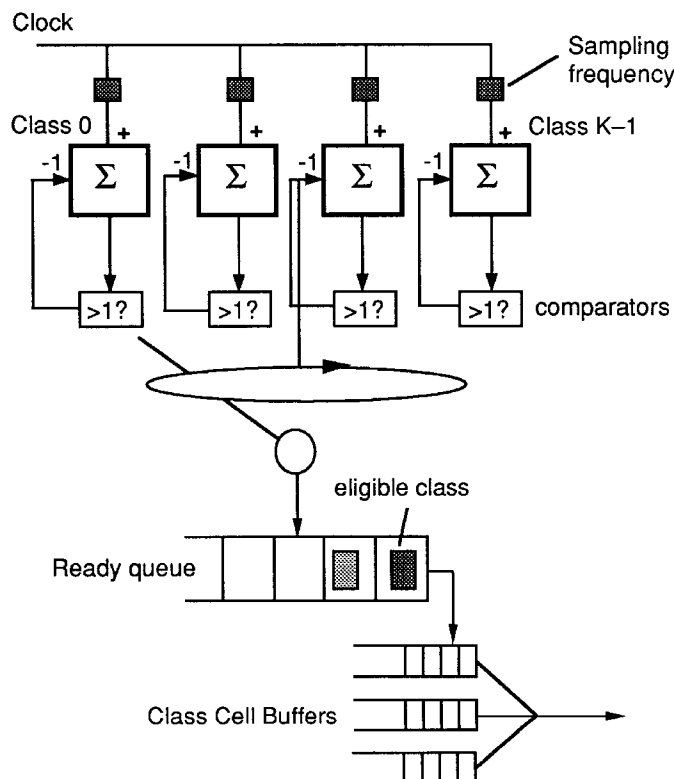 Clock
Sampling
frequency
Class 0
+
+
+
+
Class K–1
-1
Σ
-1
Σ
-1
Σ
-1
Σ
>1?
>1?
>1?
>1?
comparators
eligible class
Ready queue
Class Cell Buffers